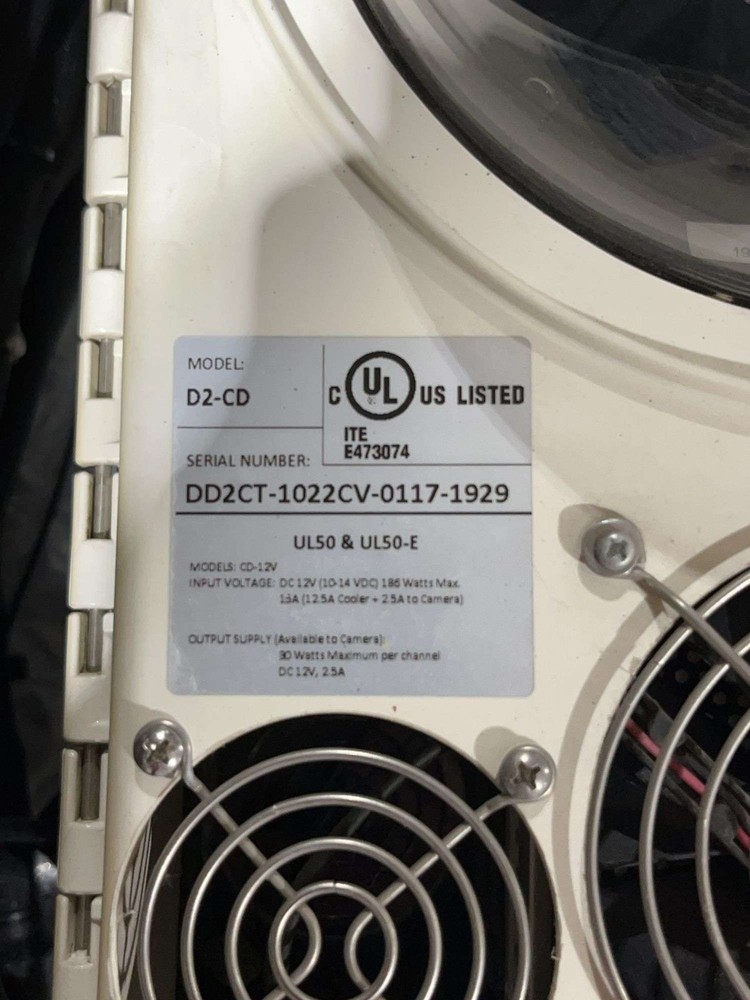 19
MODEL:
D2-CD
C UL US LISTED
ITE
E473074
SERIAL NUMBER:
DD2CT-1022CV-0117-1929
UL50 & UL50-E
MODELS: CD-12V
INPUT VOLTAGE: DC 12V (10-14 VDC) 186 Watts Max.
15A (12.5A Cooler + 2.5A to Camera)
OUTPUT SUPPLY (Available to Camera):
30 Watts Maximum per channel
DC 12V, 2.5A